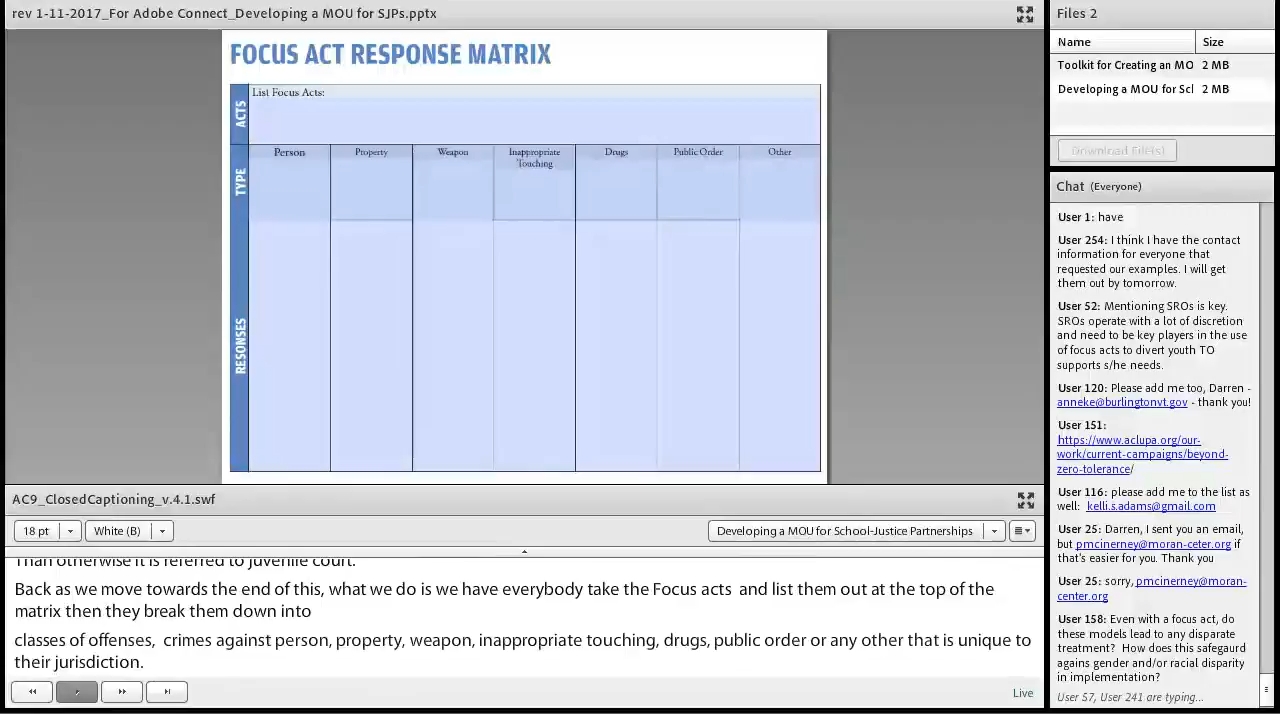 rev 1-11-2017_For Adobe Connect_Developing a MOU for SJPs.pptx
FOCUS ACT RESPONSE MATRIX
ACTS
List Focus Acts:
TYPE
Person
Property
Weapon
Inappropriate
Touching
Drugs
Public Order
Other
RESONSES
AC9_ClosedCaptioning_v.4.1.swf
18 pt
White (B)
Developing a MOU for School-Justice Partnerships
Than otherwise it is referred to juvenile court.
Back as we move towards the end of this, what we do is we have everybody take the Focus acts and list them out at the top of the
matrix then they break them down into
classes of offenses, crimes against person, property, weapon, inappropriate touching, drugs, public order or any other that is unique to
their jurisdiction.
Live
Files 2
Name Size
Toolkit for Creating an MO 2 MB
Developing a MOU for Scl 2 MB
Download File(s)
Chat (Everyone)
User 1: have
User 254: I think I have the contact
information for everyone that
requested our examples. I will get
them out by tomorrow.
User 52: Mentioning SROs is key.
SROs operate with a lot of discretion
and need to be key players in the use
of focus acts to divert youth TO
supports s/he needs.
User 120: Please add me too, Darren -
anneke@burlingtonvt.gov - thank you!
User 151:
https://www.aclupa.org/our-
work/current-campaigns/beyond-
zero-tolerance/
User 116: please add me to the list as
well: kelli.s.adams@gmail.com
User 25: Darren, I sent you an email,
but pmcinerney@moran-ceter.org if
that's easier for you. Thank you
User 25: sorry, pmcinerney@moran-
center.org
User 158: Even with a focus act, do
these models lead to any disparate
treatment? How does this safegaurd
agains gender and/or racial disparity
in implementation?
User 57, User 241 are typing...